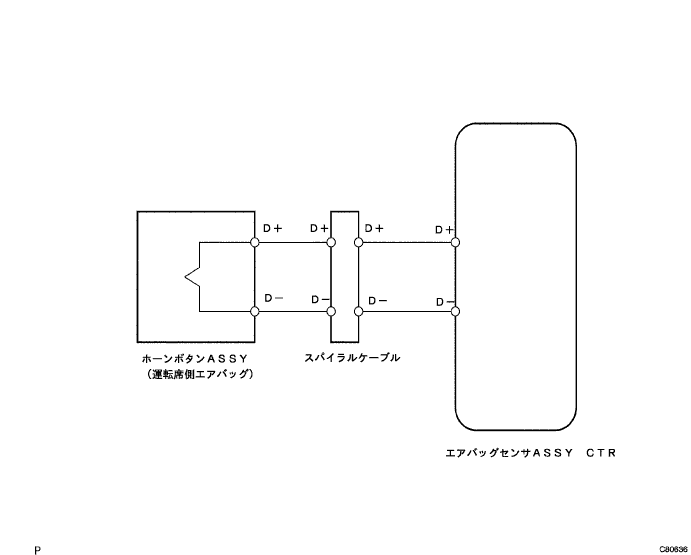 D+ D+ D+ D+
D− D− D− D−
ホーンボタンASSY
(運転席側エアバッグ)
スパイラルケーブル
エアバッグセンサASSY CTR
P
C80636